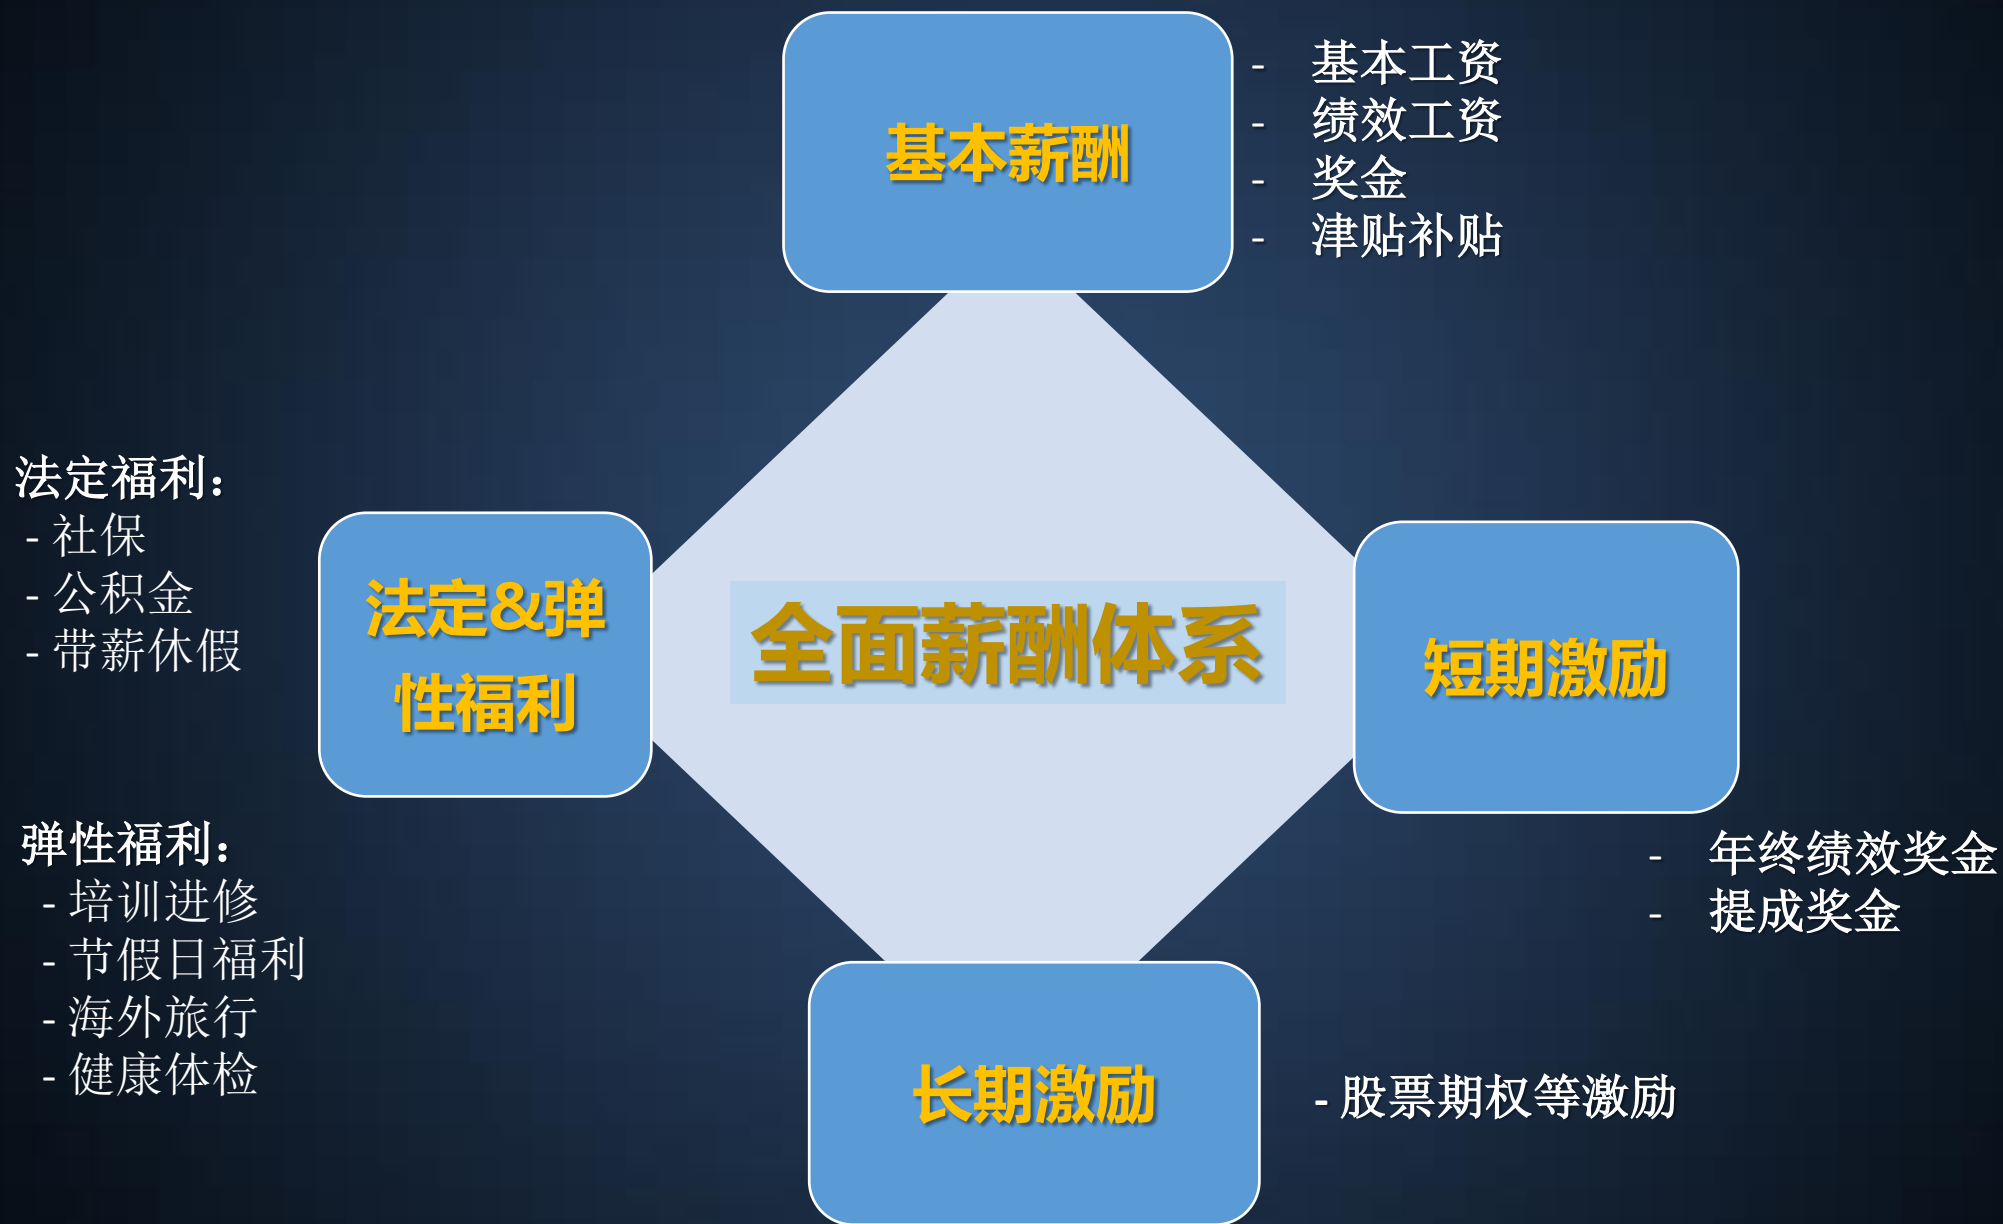 基本薪酬
- 基本工资
- 绩效工资
- 奖金
- 津贴补贴
法定福利：
- 社保
- 公积金
- 带薪休假
法定&弹
性福利
全面薪酬体系
短期激励
弹性福利：
- 培训进修
- 节假日福利
- 海外旅行
- 健康体检
- 年终绩效奖金
- 提成奖金
长期激励
- 股票期权等激励